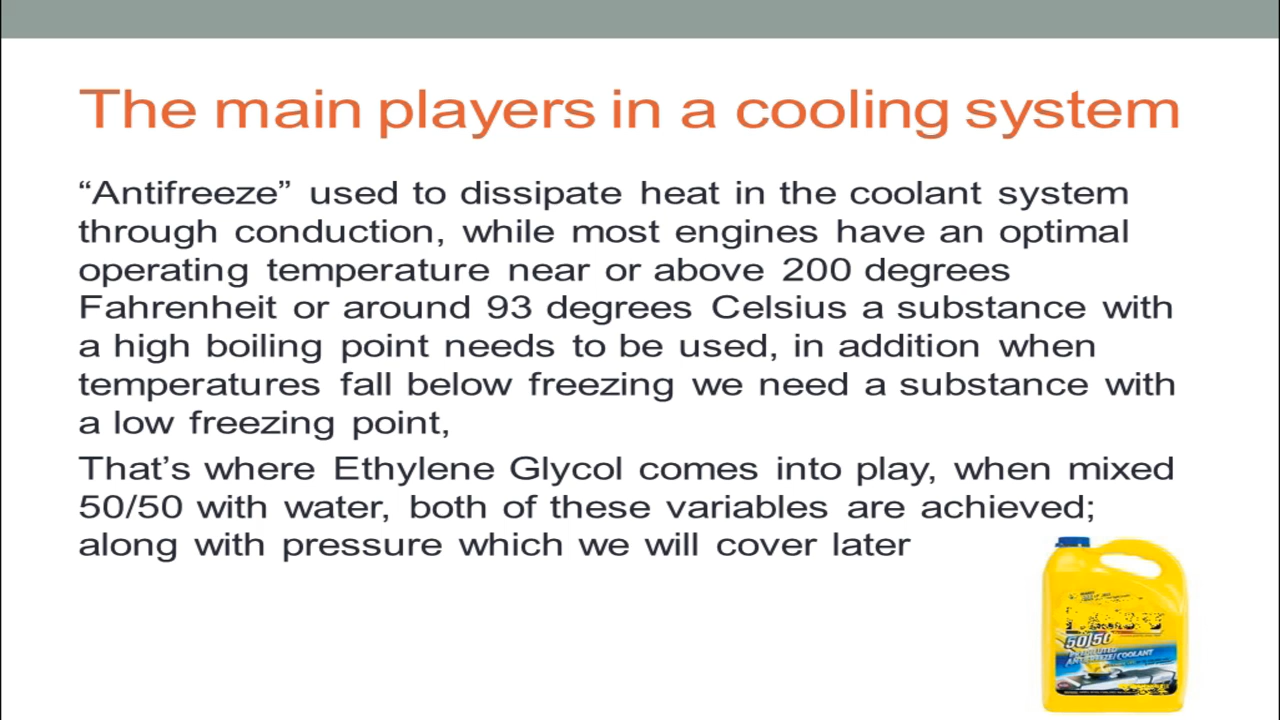 The main players in a cooling system
“Antifreeze” used to dissipate heat in the coolant system
through conduction, while most engines have an optimal
operating temperature near or above 200 degrees
Fahrenheit or around 93 degrees Celsius a substance with
a high boiling point needs to be used, in addition when
temperatures fall below freezing we need a substance with
a low freezing point,
That’s where Ethylene Glycol comes into play, when mixed
50/50 with water, both of these variables are achieved;
along with pressure which we will cover later
50/50
ANTIFREEZE/COOLANT